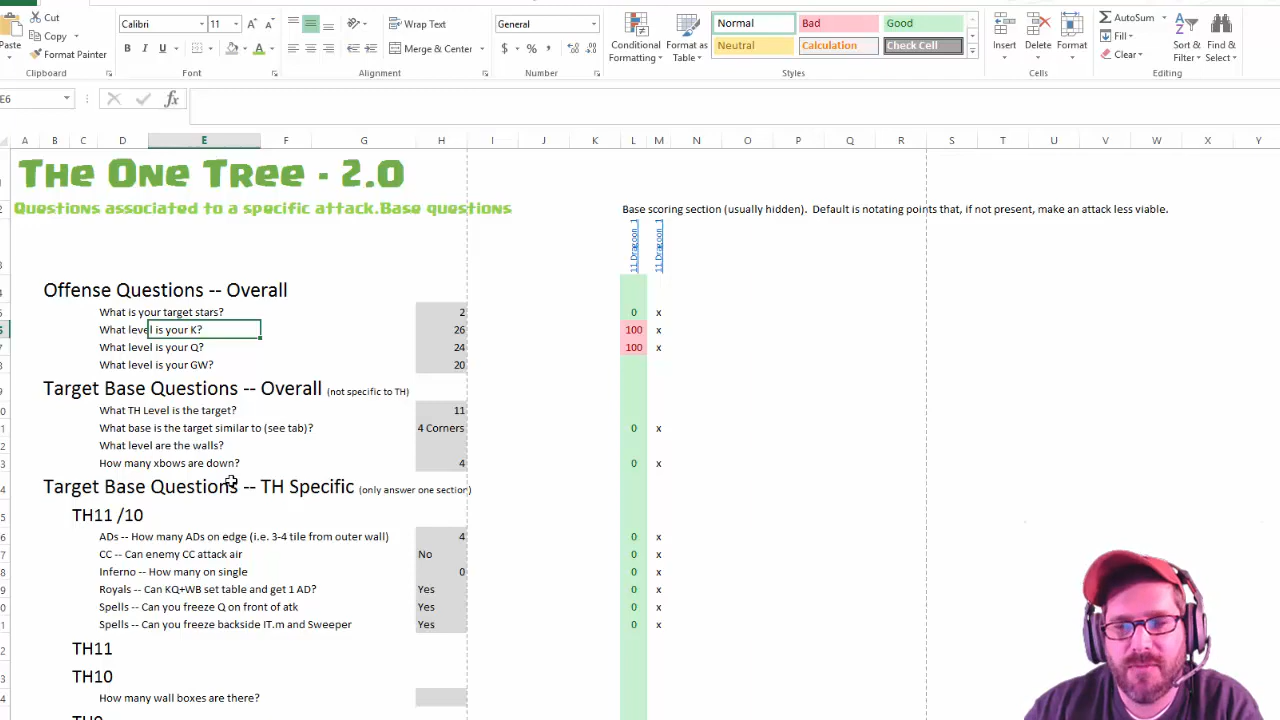 Cut
Calibri 11 Wrap Text General Normal Bad Good AutoSum
Paste Copy Neutral Calculation Check Cell Fill
Format Painter B I U Merge & Center $ % Conditional Formatting Format as Table Insert Delete Format Clear Sort & Filter Find & Select
Clipboard Font Alignment Number Styles Cells Editing
E6 fx
A B C D E F G H I J K L M N O P Q R S T U V W X Y
The One Tree - 2.0
Questions associated to a specific attack.Base questions
Base scoring section (usually hidden). Default is notating points that, if not present, make an attack less viable.
11 Dragoon 1 11 Dragoon 1
Offense Questions -- Overall
What is your target stars? 2 0 x
What level is your K? 26 100 x
What level is your Q? 24 100 x
What level is your GW? 20
Target Base Questions -- Overall (not specific to TH)
What TH Level is the target? 11
What base is the target similar to (see tab)? 4 Corners 0 x
What level are the walls?
How many xbows are down? 4 0 x
Target Base Questions -- TH Specific (only answer one section)
TH11 /10
ADs -- How many ADs on edge (i.e. 3-4 tile from outer wall) 4 0 x
CC -- Can enemy CC attack air No 0 x
Inferno -- How many on single 0 0 x
Royals -- Can KQ+WB set table and get 1 AD? Yes 0 x
Spells -- Can you freeze Q on front of atk Yes 0 x
Spells -- Can you freeze backside IT.m and Sweeper Yes 0 x
TH11
TH10
How many wall boxes are there?
TH9